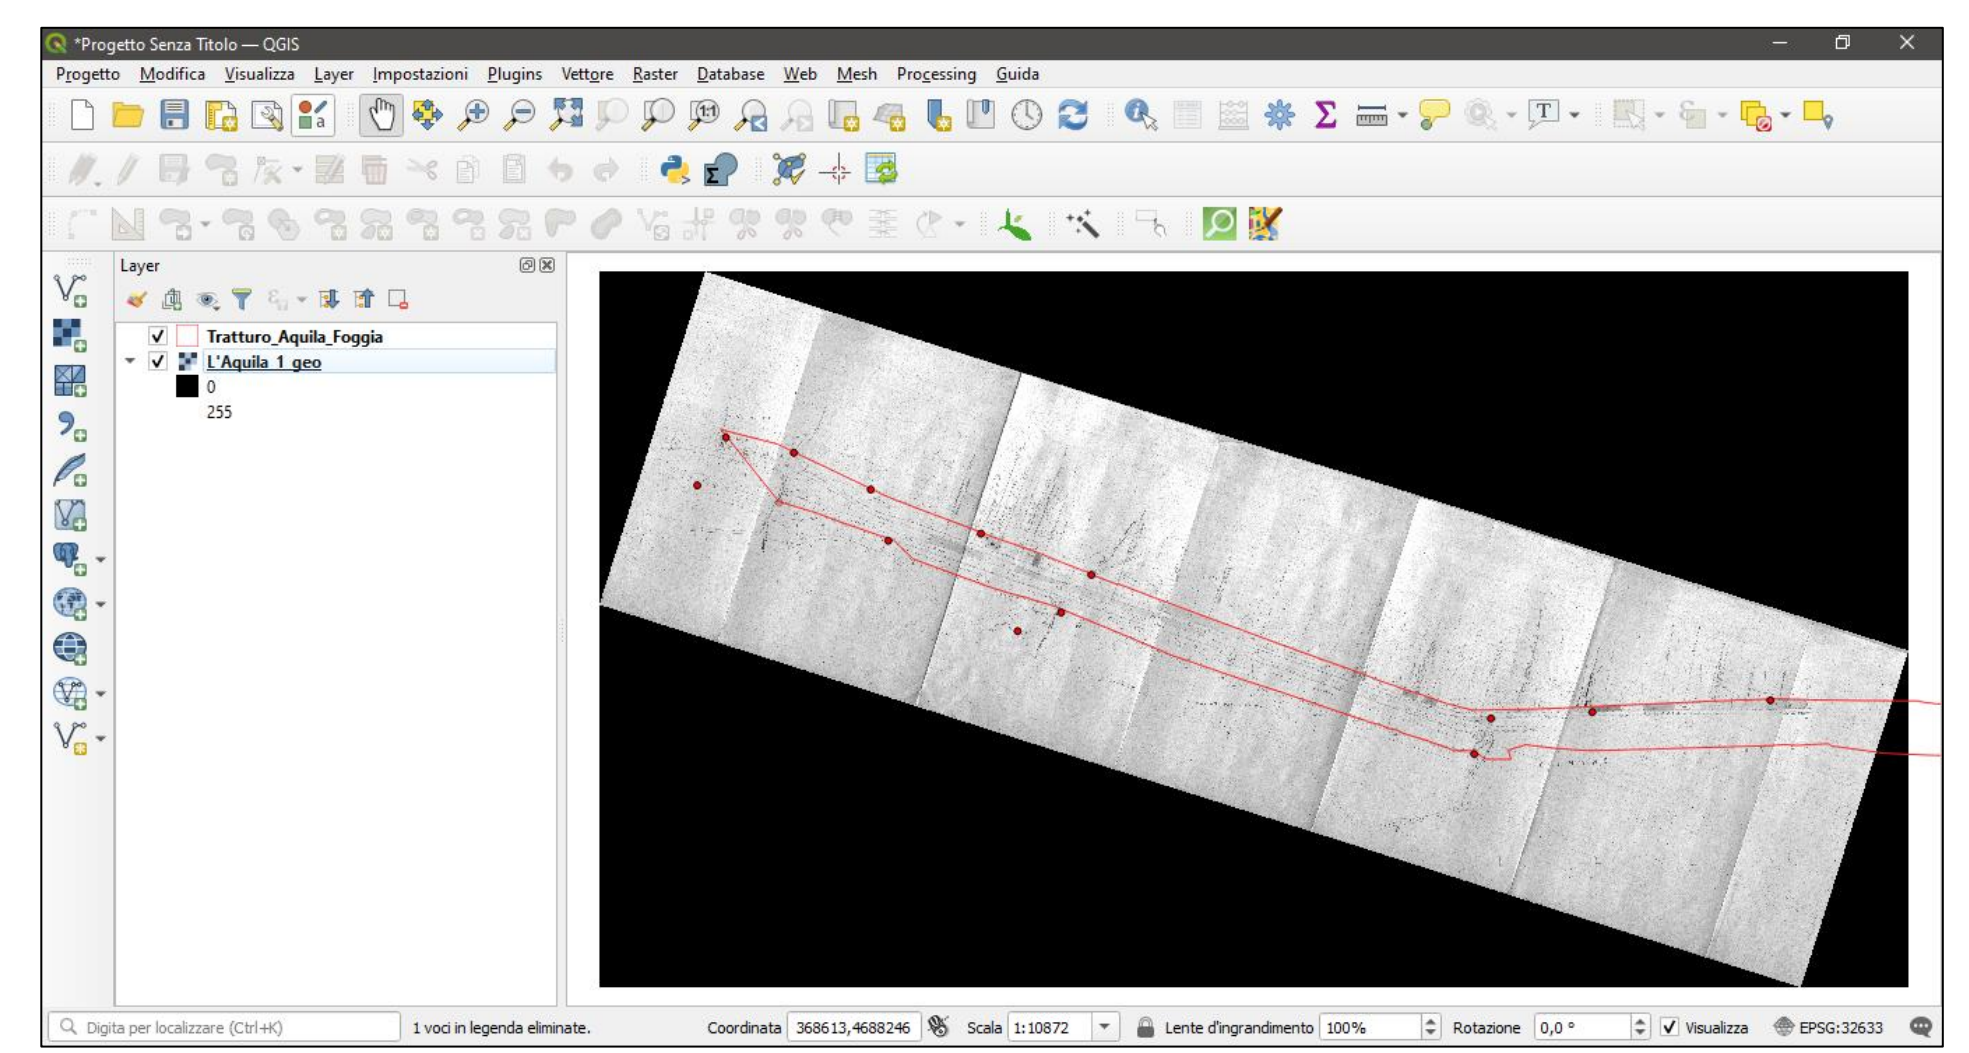 *Progetto Senza Titolo — QGIS
Progetto Modifica Visualizza Layer Impostazioni Plugins Vettore Raster Database Web Mesh Processing Guida
1:1
T
a
Layer
Tratturo_Aquila_Foggia
L'Aquila_1_geo
0
255
Digita per localizzare (Ctrl+K) 1 voci in legenda eliminate. Coordinata 368613,4688246 Scala 1:10872 Lente d'ingrandimento 100% Rotazione 0,0 ° Visualizza EPSG:32633